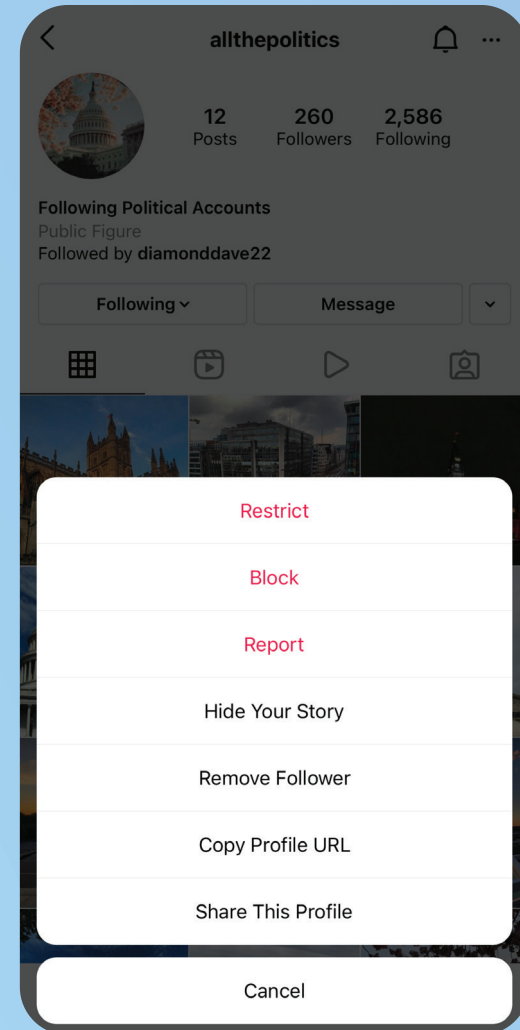 allthepolitics
12 260 2,586
Posts Followers Following
Following Political Accounts
Public Figure
Followed by diamonddave22
Following Message
Restrict
Block
Report
Hide Your Story
Remove Follower
Copy Profile URL
Share This Profile
Cancel